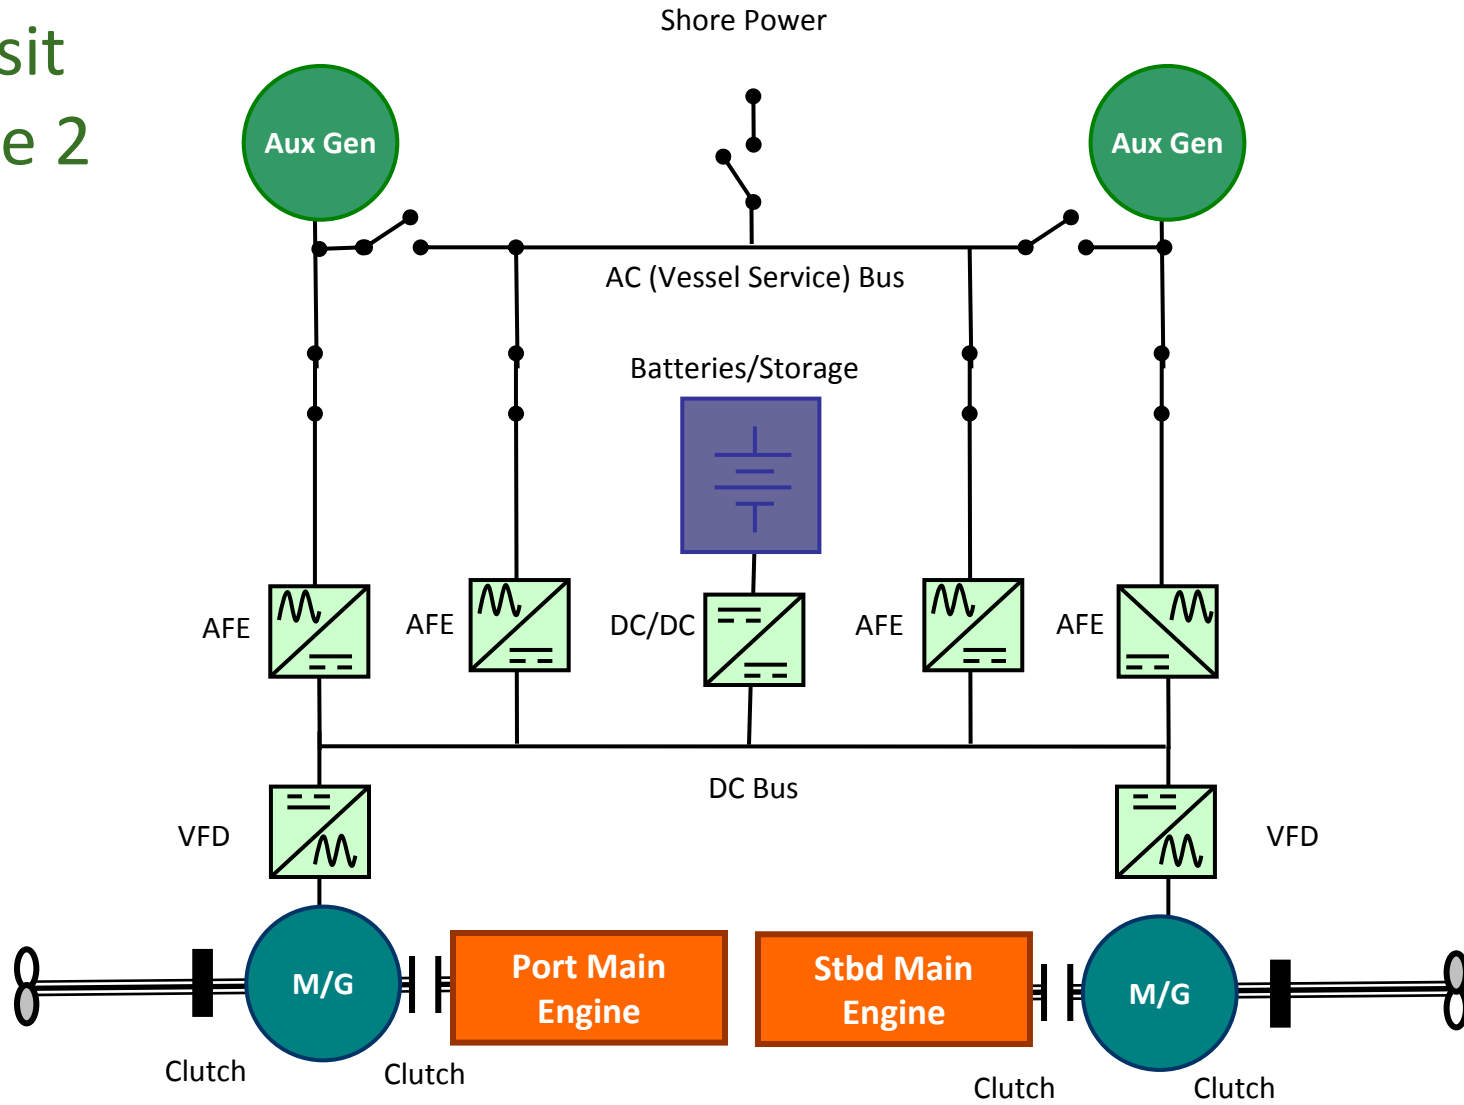 sit
e 2
Shore Power
Aux Gen
Aux Gen
AC (Vessel Service) Bus
Batteries/Storage
AFE
AFE
DC/DC
AFE
AFE
DC Bus
VFD
VFD
M/G
Port Main
Engine
Stbd Main
Engine
M/G
Clutch
Clutch
Clutch
Clutch